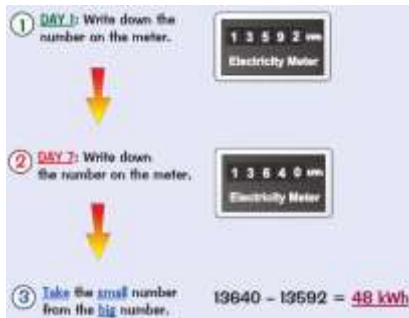 1 DAY 1: Write down the
number on the meter.
1 3 5 9 2 kWh
Electricity Meter
2 DAY 7: Write down
the number on the meter.
1 3 6 4 0 kWh
Electricity Meter
3 Take the small number
from the big number.
13640 - 13592 = 48 kWh